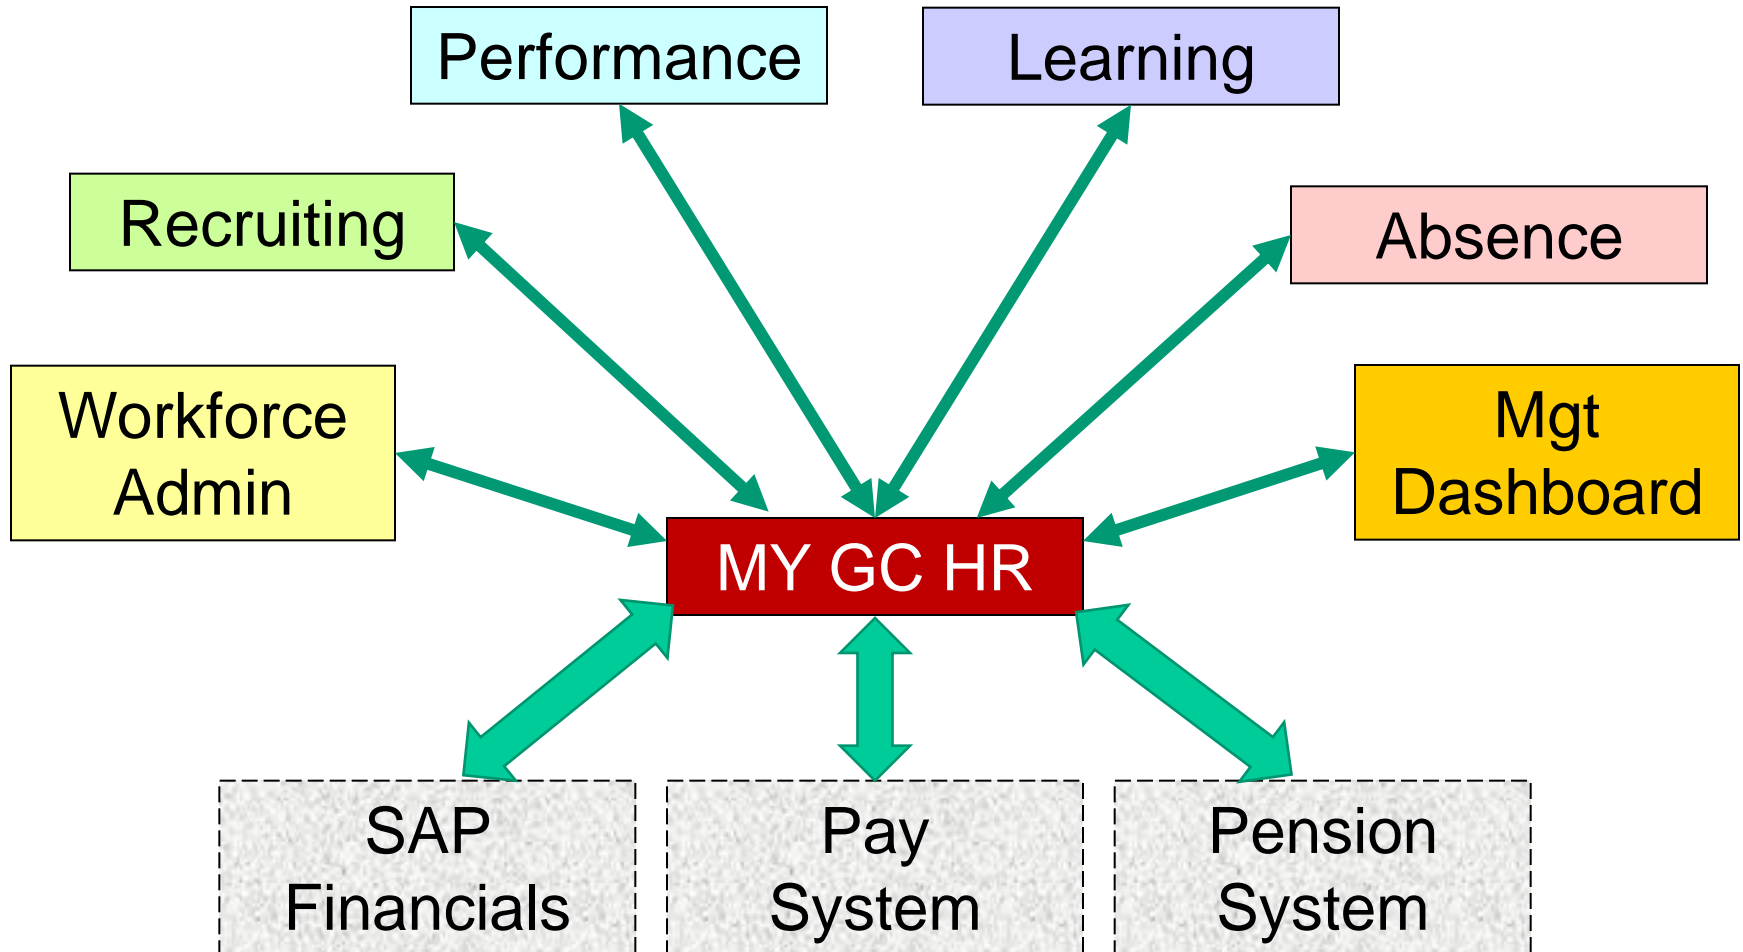 Performance
Learning
Recruiting
Absence
Workforce
Admin
Mgt
Dashboard
MY GC HR
SAP
Financials
Pay
System
Pension
System